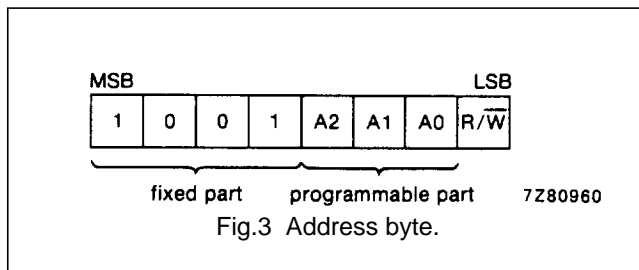 MSB LSB
1 0 0 1 A2 A1 A0 R/W̅
fixed part programmable part 7Z80960
Fig.3 Address byte.